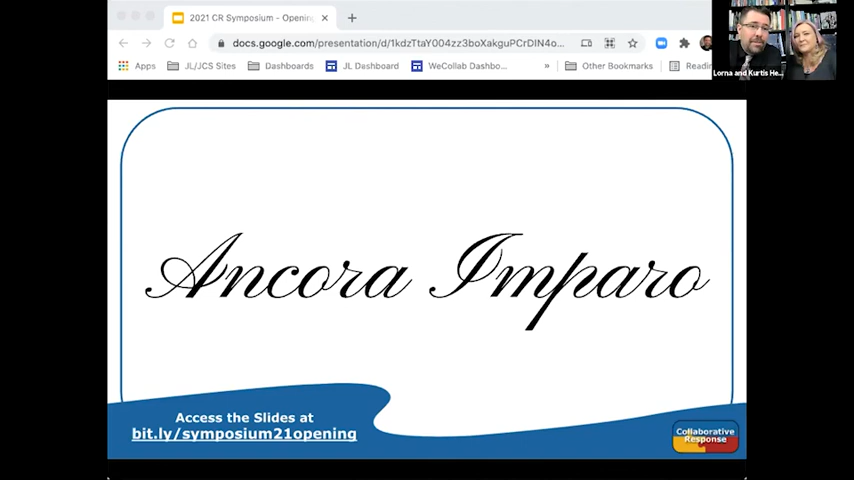 2021 CR Symposium - Opening
docs.google.com/presentation/d/1kdzTtaY004zz3boXakguPCrDIN4o...
Apps JL/JCS Sites Dashboards JL Dashboard WeCollab Dashbo... » Other Bookmarks Readin
Lorna and Kurtis He...
Ancora Imparo
Access the Slides at
bit.ly/symposium21opening
Collaborative
Response